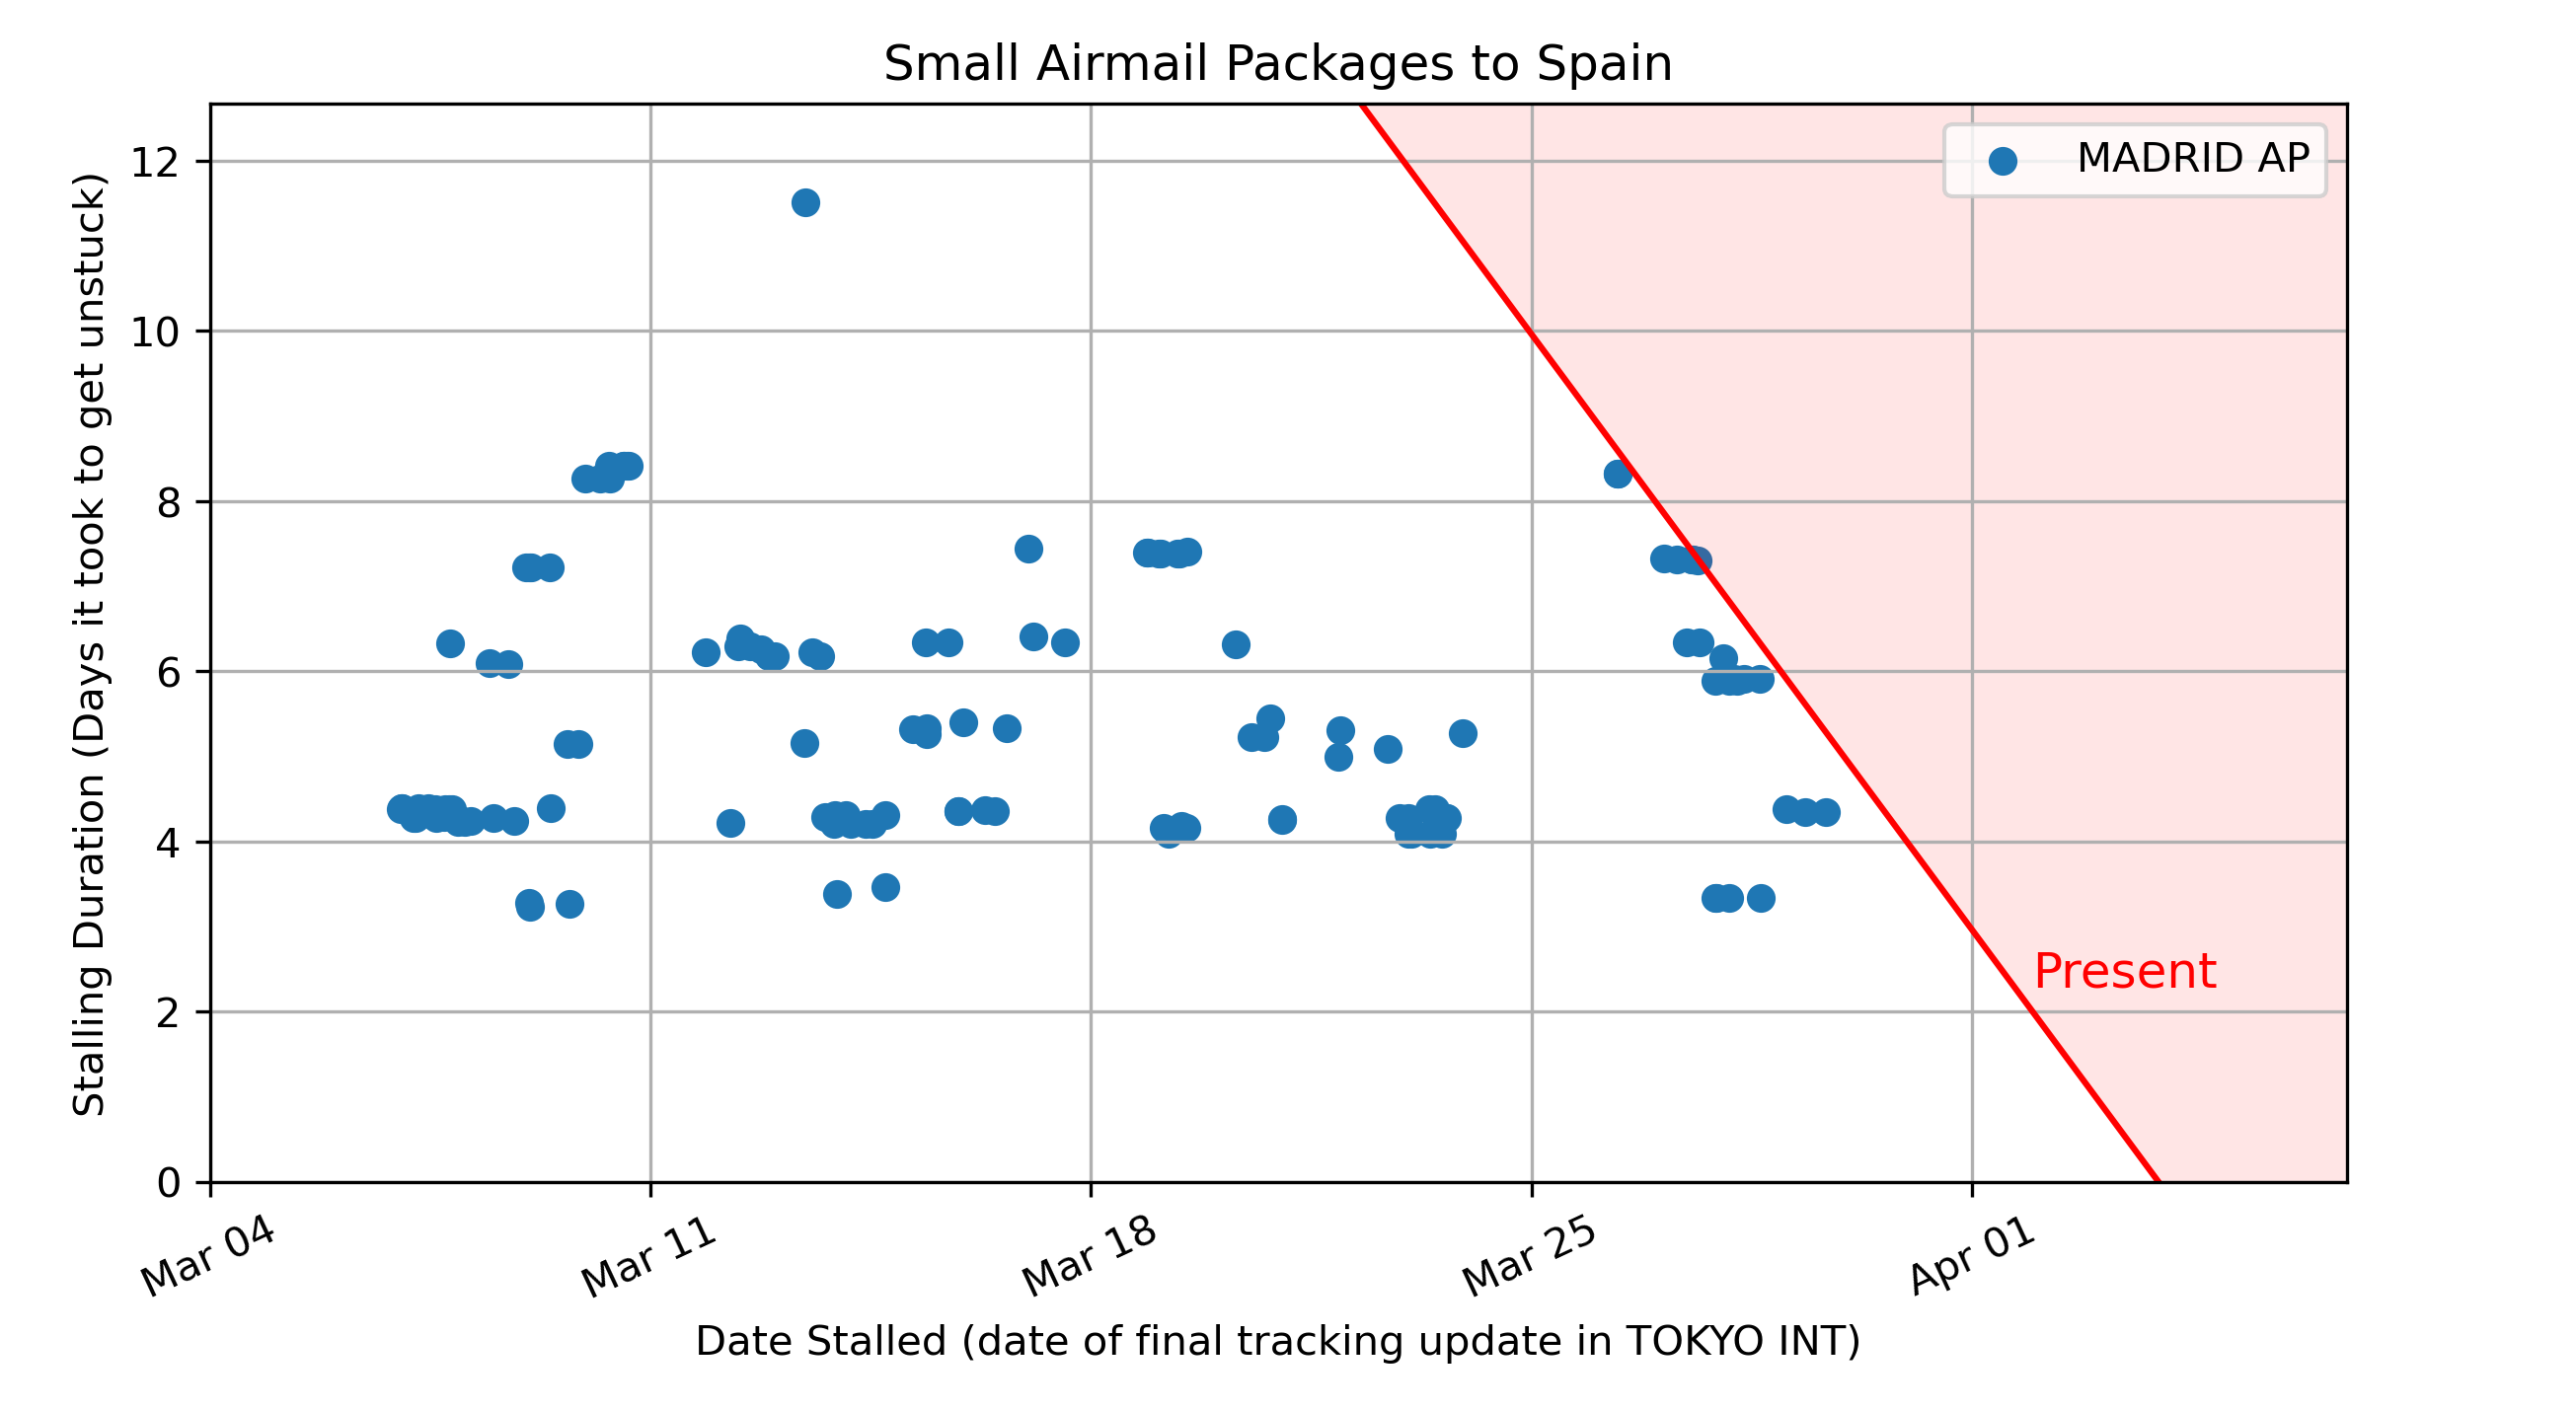 Small Airmail Packages to Spain
MADRID AP
12
10
8
6
4
2
0
Stalling Duration (Days it took to get unstuck)
Present
Mar 04
Mar 11
Mar 18
Mar 25
Apr 01
Date Stalled (date of final tracking update in TOKYO INT)